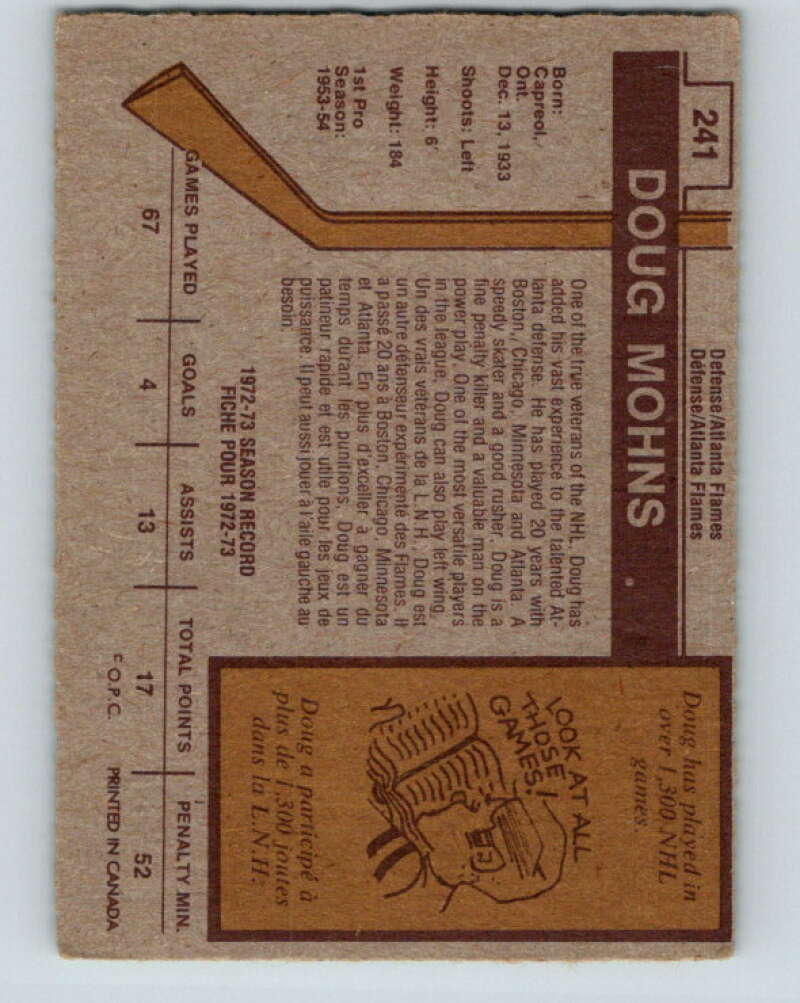 241
Defense/Atlanta Flames
Défense/Atlanta Flames
DOUG MOHNS
Born:
Capreol,
Ont.
Dec. 13, 1933
Shoots: Left
Height: 6'
Weight: 184
1st Pro
Season:
1953-54
One of the true veterans of the NHL, Doug has
added his vast experience to the talented At-
lanta defense. He has played 20 years with
Boston, Chicago, Minnesota and Atlanta. A
speedy skater and a good rusher, Doug is a
fine penalty killer and a valuable man on the
power play. One of the most versatile players
in the league, Doug can also play left wing.
Un des vrais vétérans de la L.N.H., Doug est
un autre défenseur expérimenté des Flames. Il
a passé 20 ans à Boston, Chicago, Minnesota
et Atlanta. En plus d'exceller à gagner du
temps durant les punitions, Doug est un
patineur rapide et est utile pour les jeux de
puissance. Il peut aussi jouer à l'aile gauche au
besoin.
Doug has played in
over 1,300 NHL
games.
LOOK AT ALL
THOSE
GAMES!
Doug a participé à
plus de 1,300 joutes
dans la L.N.H.
1972-73 SEASON RECORD
FICHE POUR 1972-73
GAMES PLAYED GOALS ASSISTS TOTAL POINTS PENALTY MIN.
67 4 13 17 52
© O.P.C. PRINTED IN CANADA